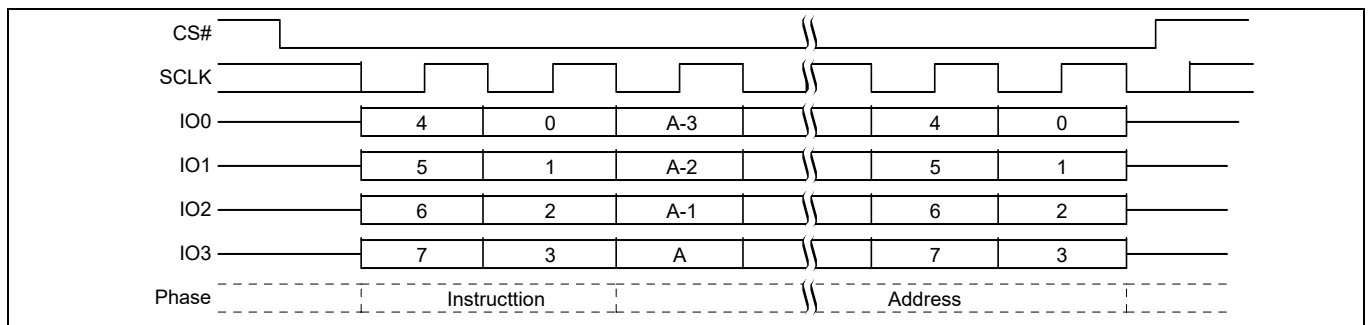 CS#
SCLK
IO0 4 0 A-3 4 0
IO1 5 1 A-2 5 1
IO2 6 2 A-1 6 2
IO3 7 3 A 7 3
Phase Instructtion Address